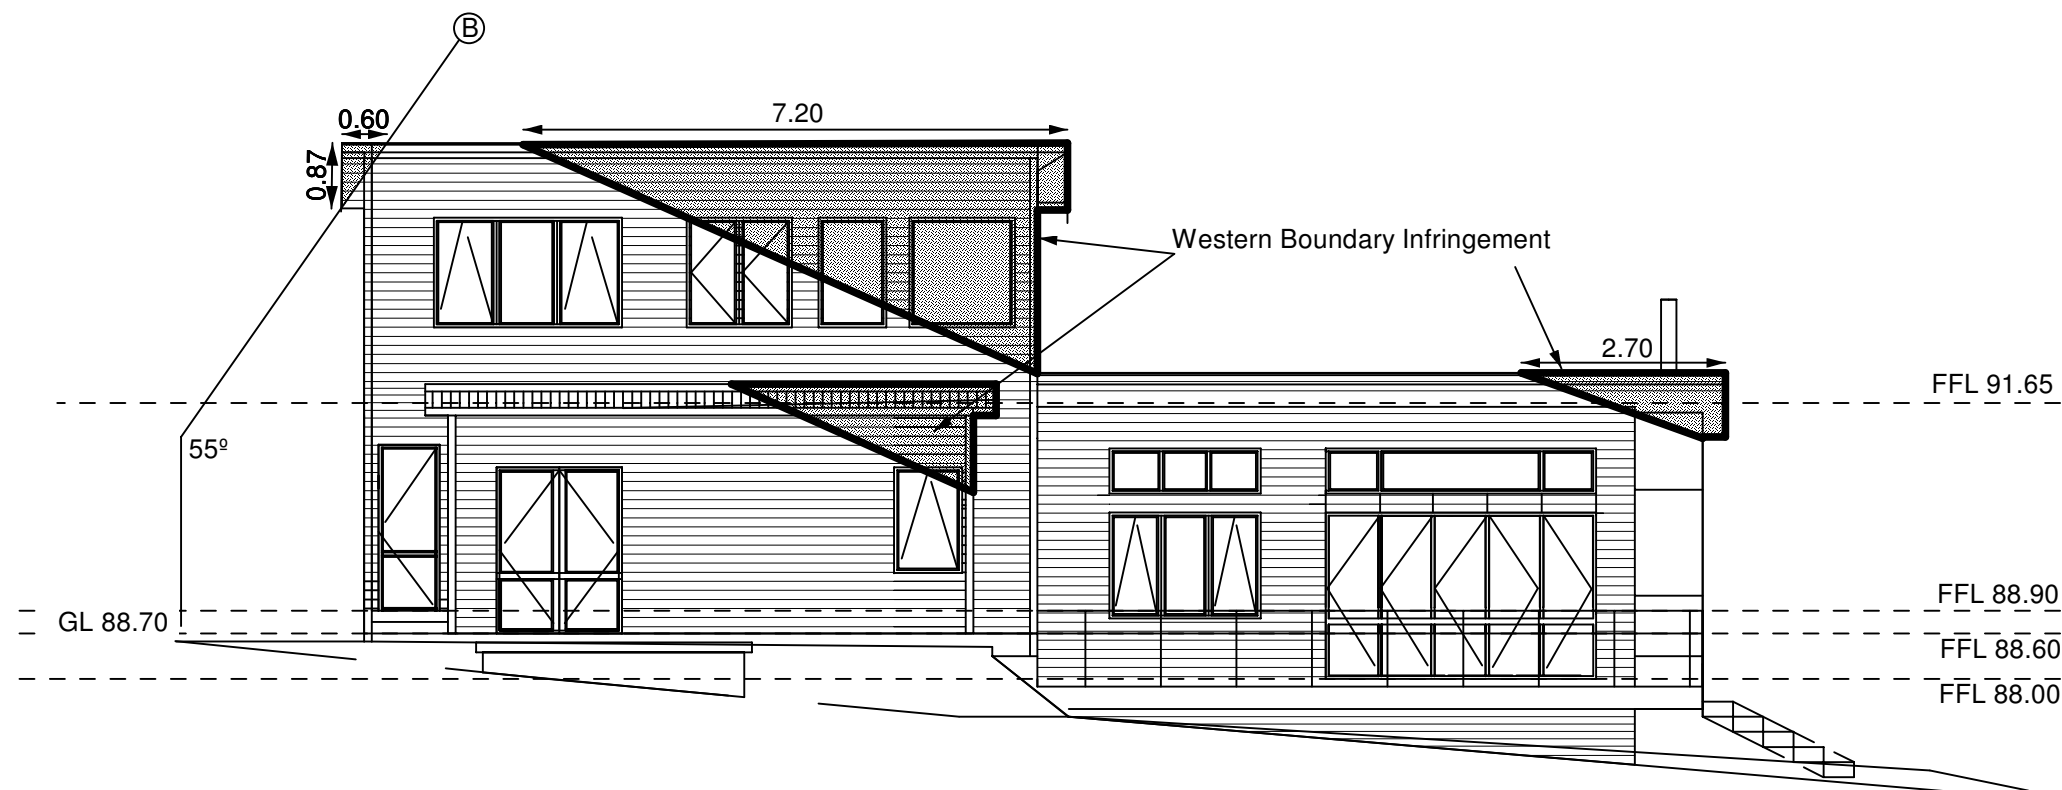 B
0.60
7.20
0.87
Western Boundary Infringement
2.70
FFL 91.65
55º
FFL 88.90
GL 88.70
FFL 88.60
FFL 88.00